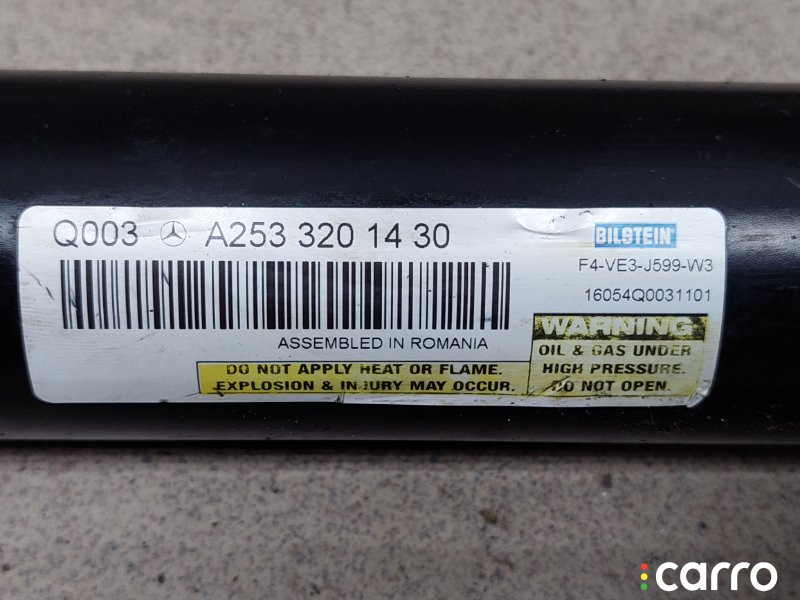 Q003 A253 320 14 30
BILSTEIN
F4-VE3-J599-W3
16054Q0031101
ASSEMBLED IN ROMANIA
DO NOT APPLY HEAT OR FLAME.
EXPLOSION & INJURY MAY OCCUR.
WARNING
OIL & GAS UNDER
HIGH PRESSURE.
DO NOT OPEN.
carro